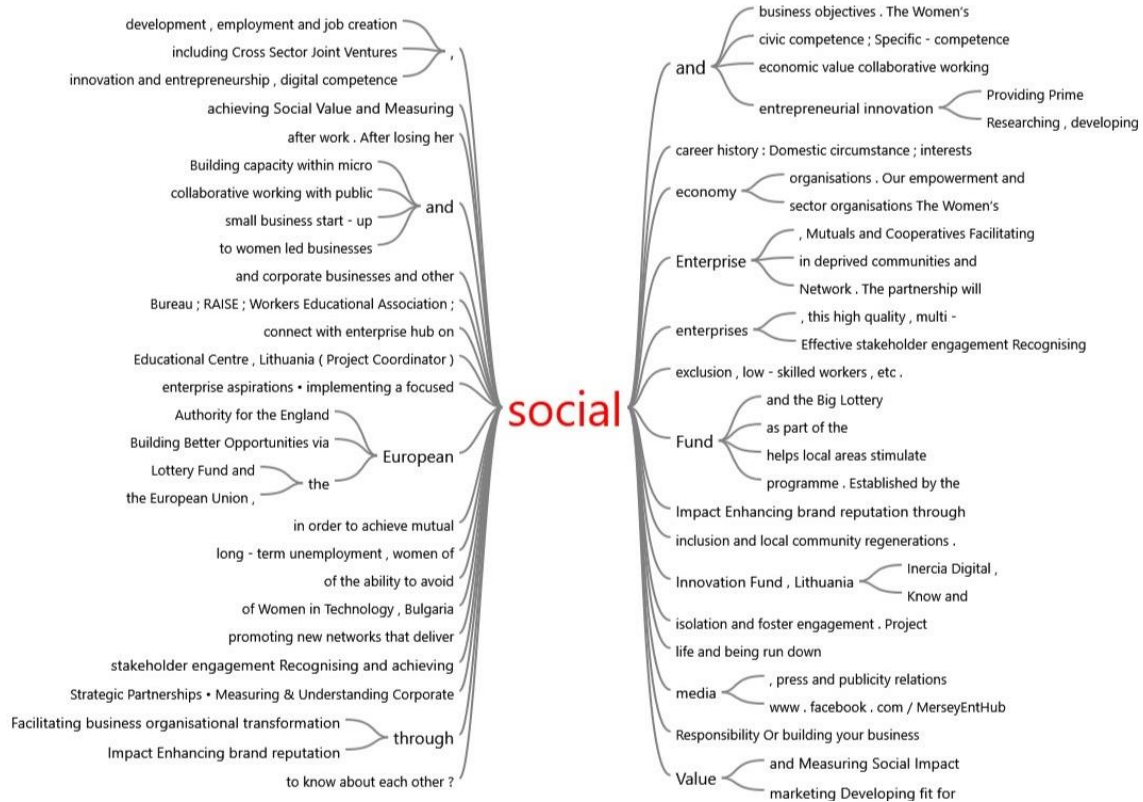 development , employment and job creation
including Cross Sector Joint Ventures
innovation and entrepreneurship , digital competence
,
achieving Social Value and Measuring
after work . After losing her
Building capacity within micro
collaborative working with public
small business start - up
to women led businesses
and
and corporate businesses and other
Bureau ; RAISE ; Workers Educational Association ;
connect with enterprise hub on
Educational Centre , Lithuania ( Project Coordinator )
enterprise aspirations • implementing a focused
Authority for the England
Building Better Opportunities via
Lottery Fund and
the European Union ,
the
European
in order to achieve mutual
long - term unemployment , women of
of the ability to avoid
of Women in Technology , Bulgaria
promoting new networks that deliver
stakeholder engagement Recognising and achieving
Strategic Partnerships • Measuring & Understanding Corporate
Facilitating business organisational transformation
Impact Enhancing brand reputation
through
to know about each other ?
social
and
business objectives . The Women's
civic competence ; Specific - competence
economic value collaborative working
entrepreneurial innovation
Providing Prime
Researching , developing
career history : Domestic circumstance ; interests
economy
organisations . Our empowerment and
sector organisations The Women's
Enterprise
, Mutuals and Cooperatives Facilitating
in deprived communities and
Network . The partnership will
enterprises
, this high quality , multi -
Effective stakeholder engagement Recognising
exclusion , low - skilled workers , etc .
Fund
and the Big Lottery
as part of the
helps local areas stimulate
programme . Established by the
Impact Enhancing brand reputation through
inclusion and local community regenerations .
Innovation Fund , Lithuania
Inercia Digital ,
Know and
isolation and foster engagement . Project
life and being run down
media
, press and publicity relations
www . facebook . com / MerseyEntHub
Responsibility Or building your business
Value
and Measuring Social Impact
marketing Developing fit for